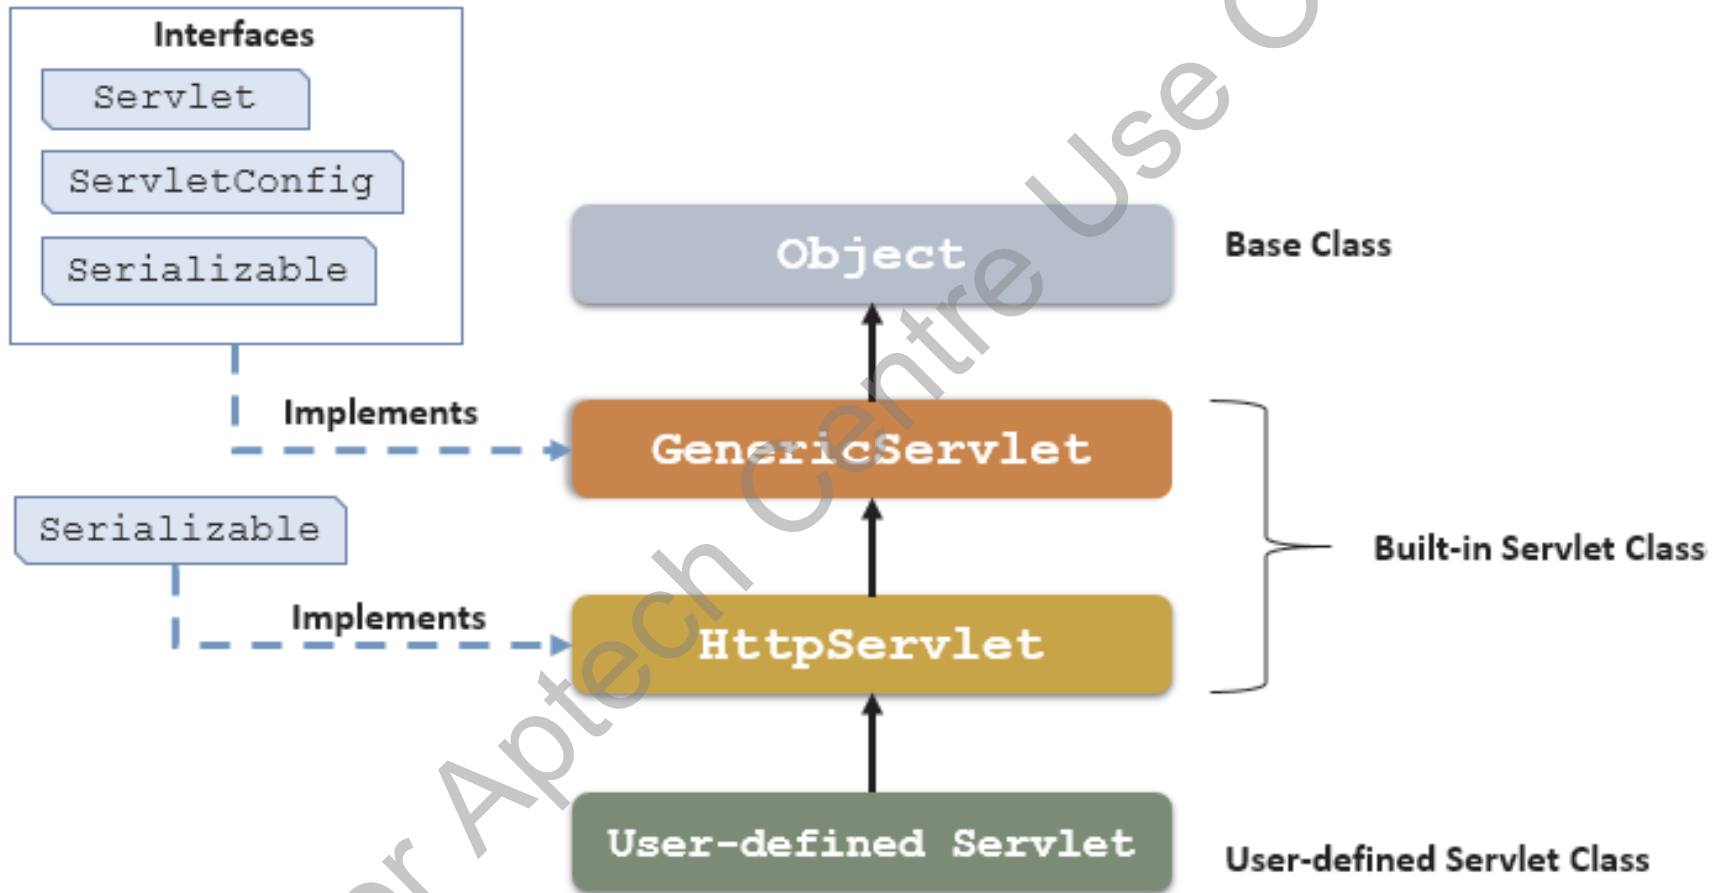 Interfaces
Servlet
ServletConfig
Serializable
Object
Base Class
Implements
GenericServlet
Serializable
Built-in Servlet Class
Implements
HttpServlet
User-defined Servlet
User-defined Servlet Class
Aptech Centre Use